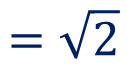 = √2